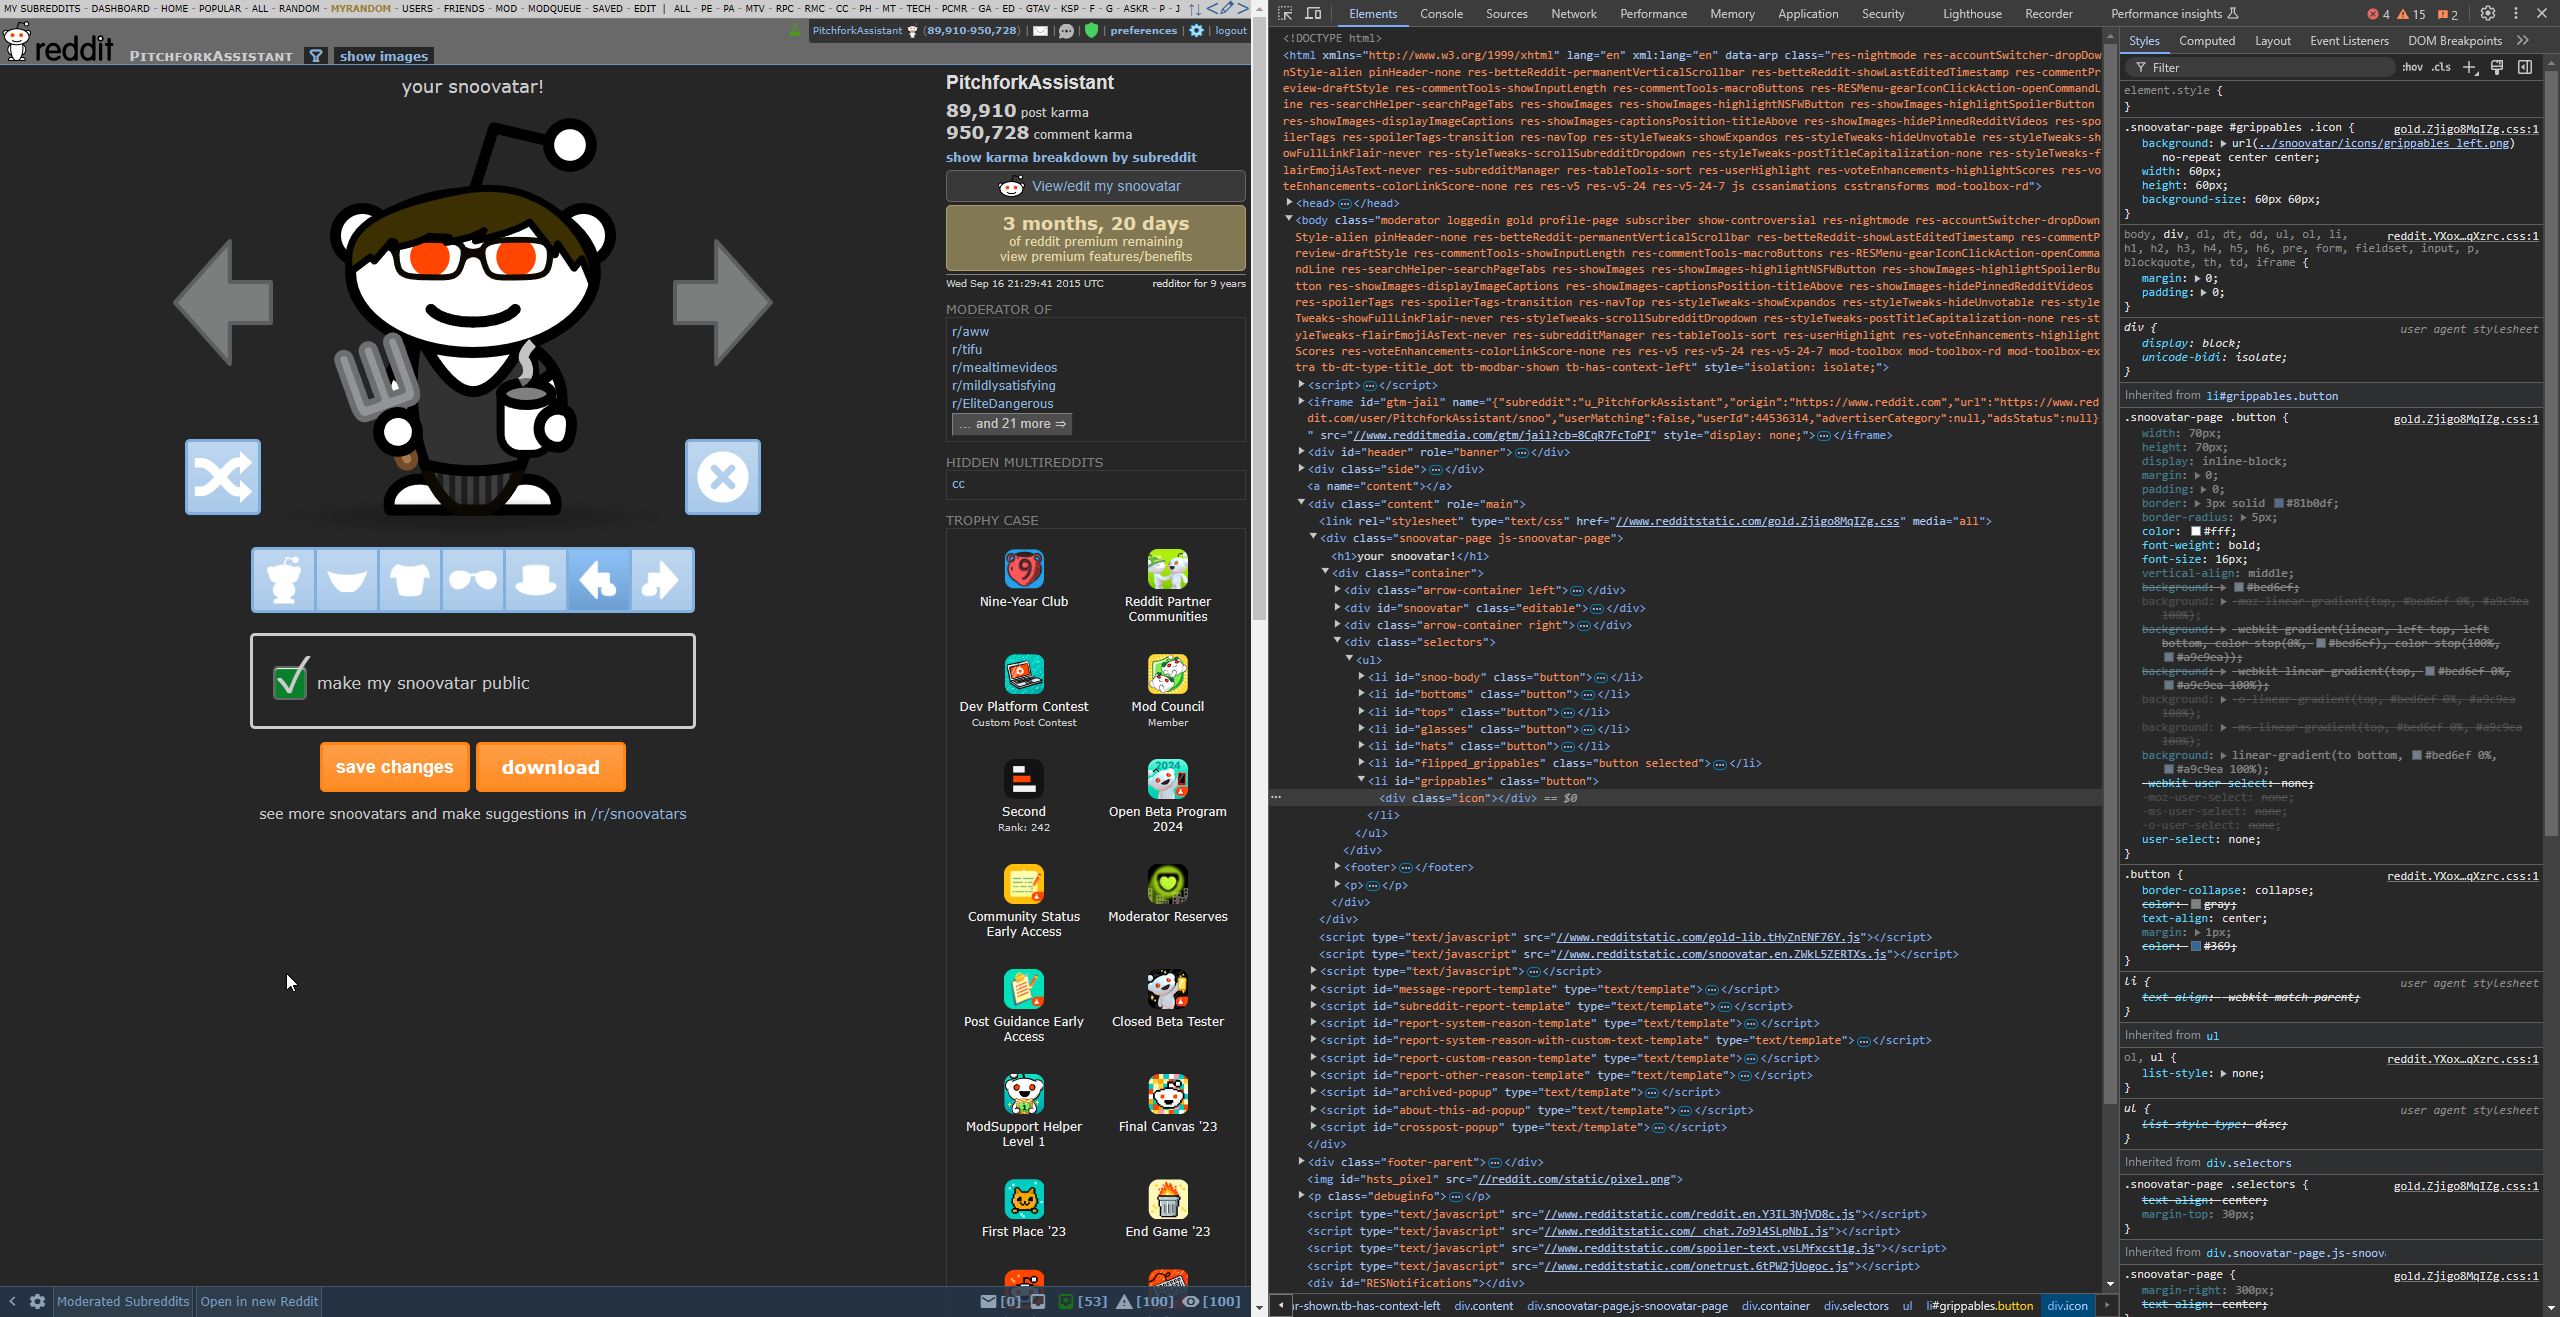 MY SUBREDDITS - DASHBOARD - HOME - POPULAR - ALL - RANDOM - MYRANDOM - USERS - FRIENDS - MOD - MODQUEUE - SAVED - EDIT | ALL - PE - PA - MTV - RPC - RMC - CC - PH - MT - TECH - PCMR - GA - ED - GTAV - KSP - F - G - ASKR - P - J
reddit PITCHFORKASSISTANT show images
PitchforkAssistant (89,910·950,728) | preferences | logout
your snoovatar!
make my snoovatar public
save changes download
see more snoovatars and make suggestions in /r/snoovatars
PitchforkAssistant
89,910 post karma
950,728 comment karma
show karma breakdown by subreddit
View/edit my snoovatar
3 months, 20 days
of reddit premium remaining
view premium features/benefits
Wed Sep 16 21:29:41 2015 UTC redditor for 9 years
MODERATOR OF
r/aww
r/tifu
r/mealtimevideos
r/mildlysatisfying
r/EliteDangerous
... and 21 more ⇒
HIDDEN MULTIREDDITS
cc
TROPHY CASE
Nine-Year Club
Reddit Partner
Communities
Dev Platform Contest
Custom Post Contest
Mod Council
Member
Second
Rank: 242
Open Beta Program
2024
Community Status
Early Access
Moderator Reserves
Post Guidance Early
Access
Closed Beta Tester
ModSupport Helper
Level 1
Final Canvas '23
First Place '23
End Game '23
Moderated Subreddits Open in new Reddit
[0] [53] [100] [100]
Elements Console Sources Network Performance Memory Application Security Lighthouse Recorder Performance insights 4 15 2
<!DOCTYPE html>
<html xmlns="http://www.w3.org/1999/xhtml" lang="en" xml:lang="en" data-arp class="res-nightmode res-accountSwitcher-dropDow
nStyle-alien pinHeader-none res-betteReddit-permanentVerticalScrollbar res-betteReddit-showLastEditedTimestamp res-commentPr
eview-draftStyle res-commentTools-showInputLength res-commentTools-macroButtons res-RESMenu-gearIconClickAction-openCommandL
ine res-searchHelper-searchPageTabs res-showImages res-showImages-highlightNSFWButton res-showImages-highlightSpoilerButton
res-showImages-displayImageCaptions res-showImages-captionsPosition-titleAbove res-showImages-hidePinnedRedditVideos res-spo
ilerTags res-spoilerTags-transition res-navTop res-styleTweaks-showExpandos res-styleTweaks-hideUnvotable res-styleTweaks-sh
owFullLinkFlair-never res-styleTweaks-scrollSubredditDropdown res-styleTweaks-postTitleCapitalization-none res-styleTweaks-f
lairEmojiAsText-never res-subredditManager res-tableTools-sort res-userHighlight res-voteEnhancements-highlightScores res-vo
teEnhancements-colorLinkScore-none res res-v5 res-v5-24 res-v5-24-7 js cssanimations csstransforms mod-toolbox-rd">
<head>…</head>
<body class="moderator loggedin gold profile-page subscriber show-controversial res-nightmode res-accountSwitcher-dropDown
Style-alien pinHeader-none res-betteReddit-permanentVerticalScrollbar res-betteReddit-showLastEditedTimestamp res-commentP
review-draftStyle res-commentTools-showInputLength res-commentTools-macroButtons res-RESMenu-gearIconClickAction-openComma
ndLine res-searchHelper-searchPageTabs res-showImages res-showImages-highlightNSFWButton res-showImages-highlightSpoilerBu
tton res-showImages-displayImageCaptions res-showImages-captionsPosition-titleAbove res-showImages-hidePinnedRedditVideos
res-spoilerTags res-spoilerTags-transition res-navTop res-styleTweaks-showExpandos res-styleTweaks-hideUnvotable res-style
Tweaks-showFullLinkFlair-never res-styleTweaks-scrollSubredditDropdown res-styleTweaks-postTitleCapitalization-none res-st
yleTweaks-flairEmojiAsText-never res-subredditManager res-tableTools-sort res-userHighlight res-voteEnhancements-highlight
Scores res-voteEnhancements-colorLinkScore-none res res-v5 res-v5-24 res-v5-24-7 mod-toolbox mod-toolbox-rd mod-toolbox-ex
tra tb-dt-type-title_dot tb-modbar-shown tb-has-context-left" style="isolation: isolate;">
<script>…</script>
<iframe id="gtm-jail" name="{"subreddit":"u_PitchforkAssistant","origin":"https://www.reddit.com","url":"https://www.red
dit.com/user/PitchforkAssistant/snoo","userMatching":false,"userId":44536314,"advertiserCategory":null,"adsStatus":null}
" src="//www.redditmedia.com/gtm/jail?cb=8CqR7FcToPI" style="display: none;">…</iframe>
<div id="header" role="banner">…</div>
<div class="side">…</div>
<a name="content"></a>
<div class="content" role="main">
<link rel="stylesheet" type="text/css" href="//www.redditstatic.com/gold.Zjigo8MqIZg.css" media="all">
<div class="snoovatar-page js-snoovatar-page">
<h1>your snoovatar!</h1>
<div class="container">
<div class="arrow-container left">…</div>
<div id="snoovatar" class="editable">…</div>
<div class="arrow-container right">…</div>
<div class="selectors">
<ul>
<li id="snoo-body" class="button">…</li>
<li id="bottoms" class="button">…</li>
<li id="tops" class="button">…</li>
<li id="glasses" class="button">…</li>
<li id="hats" class="button">…</li>
<li id="flipped_grippables" class="button selected">…</li>
<li id="grippables" class="button">
<div class="icon"></div> == $0
</li>
</ul>
</div>
<footer>…</footer>
<p>…</p>
</div>
</div>
<script type="text/javascript" src="//www.redditstatic.com/gold-lib.tHyZnENF76Y.js"></script>
<script type="text/javascript" src="//www.redditstatic.com/snoovatar.en.ZWkL5ZERTXs.js"></script>
<script type="text/javascript">…</script>
<script id="message-report-template" type="text/template">…</script>
<script id="subreddit-report-template" type="text/template">…</script>
<script id="report-system-reason-template" type="text/template">…</script>
<script id="report-system-reason-with-custom-text-template" type="text/template">…</script>
<script id="report-custom-reason-template" type="text/template">…</script>
<script id="report-other-reason-template" type="text/template">…</script>
<script id="archived-popup" type="text/template">…</script>
<script id="about-this-ad-popup" type="text/template">…</script>
<script id="crosspost-popup" type="text/template">…</script>
</div>
<div class="footer-parent">…</div>
<img id="hsts_pixel" src="//reddit.com/static/pixel.png">
<p class="debuginfo">…</p>
<script type="text/javascript" src="//www.redditstatic.com/reddit.en.Y3IL3NjVD8c.js"></script>
<script type="text/javascript" src="//www.redditstatic.com/_chat.7o9l4SLpNbI.js"></script>
<script type="text/javascript" src="//www.redditstatic.com/spoiler-text.vsLMfxcst1g.js"></script>
<script type="text/javascript" src="//www.redditstatic.com/onetrust.6tPW2jUogoc.js"></script>
<div id="RESNotifications"></div>
r-shown.tb-has-context-left div.content div.snoovatar-page.js-snoovatar-page div.container div.selectors ul li#grippables.button div.icon
Styles Computed Layout Event Listeners DOM Breakpoints
Filter :hov .cls
element.style {
}
.snoovatar-page #grippables .icon { gold.Zjigo8MqIZg.css:1
background: url(../snoovatar/icons/grippables_left.png)
no-repeat center center;
width: 60px;
height: 60px;
background-size: 60px 60px;
}
body, div, dl, dt, dd, ul, ol, li, reddit.YXox…qXzrc.css:1
h1, h2, h3, h4, h5, h6, pre, form, fieldset, input, p,
blockquote, th, td, iframe {
margin: 0;
padding: 0;
}
div { user agent stylesheet
display: block;
unicode-bidi: isolate;
}
Inherited from li#grippables.button
.snoovatar-page .button { gold.Zjigo8MqIZg.css:1
width: 70px;
height: 70px;
display: inline-block;
margin: 0;
padding: 0;
border: 3px solid #81b0df;
border-radius: 5px;
color: #fff;
font-weight: bold;
font-size: 16px;
vertical-align: middle;
background: #bed6ef;
background: -moz-linear-gradient(top, #bed6ef 0%, #a9c9ea
100%);
background: -webkit-gradient(linear, left top, left
bottom, color-stop(0%, #bed6ef), color-stop(100%,
#a9c9ea));
background: -webkit-linear-gradient(top, #bed6ef 0%,
#a9c9ea 100%);
background: -o-linear-gradient(top, #bed6ef 0%, #a9c9ea
100%);
background: -ms-linear-gradient(top, #bed6ef 0%, #a9c9ea
100%);
background: linear-gradient(to bottom, #bed6ef 0%,
#a9c9ea 100%);
-webkit-user-select: none;
-moz-user-select: none;
-ms-user-select: none;
-o-user-select: none;
user-select: none;
}
.button { reddit.YXox…qXzrc.css:1
border-collapse: collapse;
color: gray;
text-align: center;
margin: 1px;
color: #369;
}
li { user agent stylesheet
text-align: -webkit-match-parent;
}
Inherited from ul
ol, ul { reddit.YXox…qXzrc.css:1
list-style: none;
}
ul { user agent stylesheet
list-style-type: disc;
}
Inherited from div.selectors
.snoovatar-page .selectors { gold.Zjigo8MqIZg.css:1
text-align: center;
margin-top: 30px;
}
Inherited from div.snoovatar-page.js-snoov
.snoovatar-page { gold.Zjigo8MqIZg.css:1
margin-right: 300px;
text-align: center;